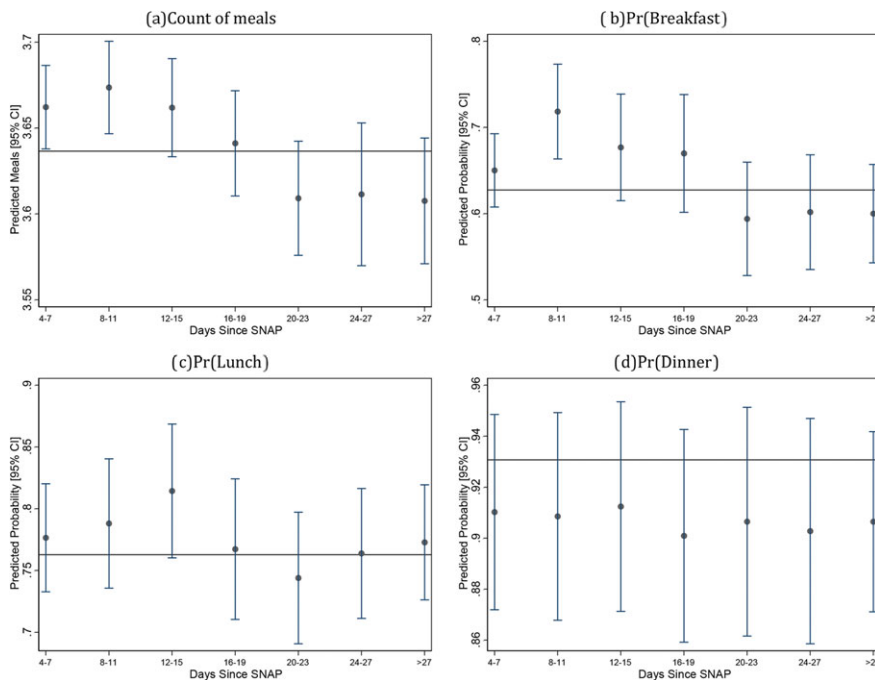 (a)Count of meals
Predicted Meals [95% CI]
3.7
3.65
3.6
3.55
4-7 8-11 12-15 16-19 20-23 24-27 >27
Days Since SNAP
(b)Pr(Breakfast)
Predicted Probability [95% CI]
.8
.7
.6
.5
4-7 8-11 12-15 16-19 20-23 24-27 >27
Days Since SNAP
(c)Pr(Lunch)
Predicted Probability [95% CI]
.9
.85
.8
.75
.7
4-7 8-11 12-15 16-19 20-23 24-27 >27
Days Since SNAP
(d)Pr(Dinner)
Predicted Probability [95% CI]
.96
.94
.92
.9
.88
.86
4-7 8-11 12-15 16-19 20-23 24-27 >27
Days Since SNAP